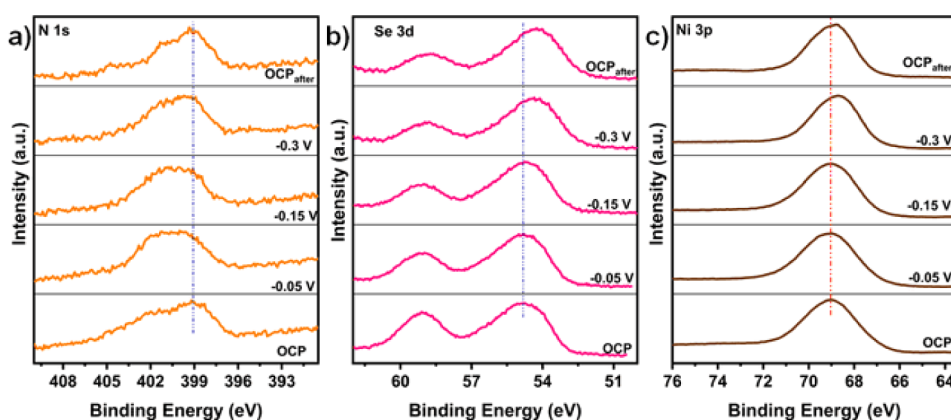 a)
N 1s
OCPafter
-0.3 V
-0.15 V
-0.05 V
OCP
Intensity (a.u.)
408 405 402 399 396 393
Binding Energy (eV)
b)
Se 3d
OCPafter
-0.3 V
-0.15 V
-0.05 V
OCP
Intensity (a.u.)
60 57 54 51
Binding Energy (eV)
c)
Ni 3p
OCPafter
-0.3 V
-0.15 V
-0.05 V
OCP
Intensity (a.u.)
76 74 72 70 68 66 64
Binding Energy (eV)